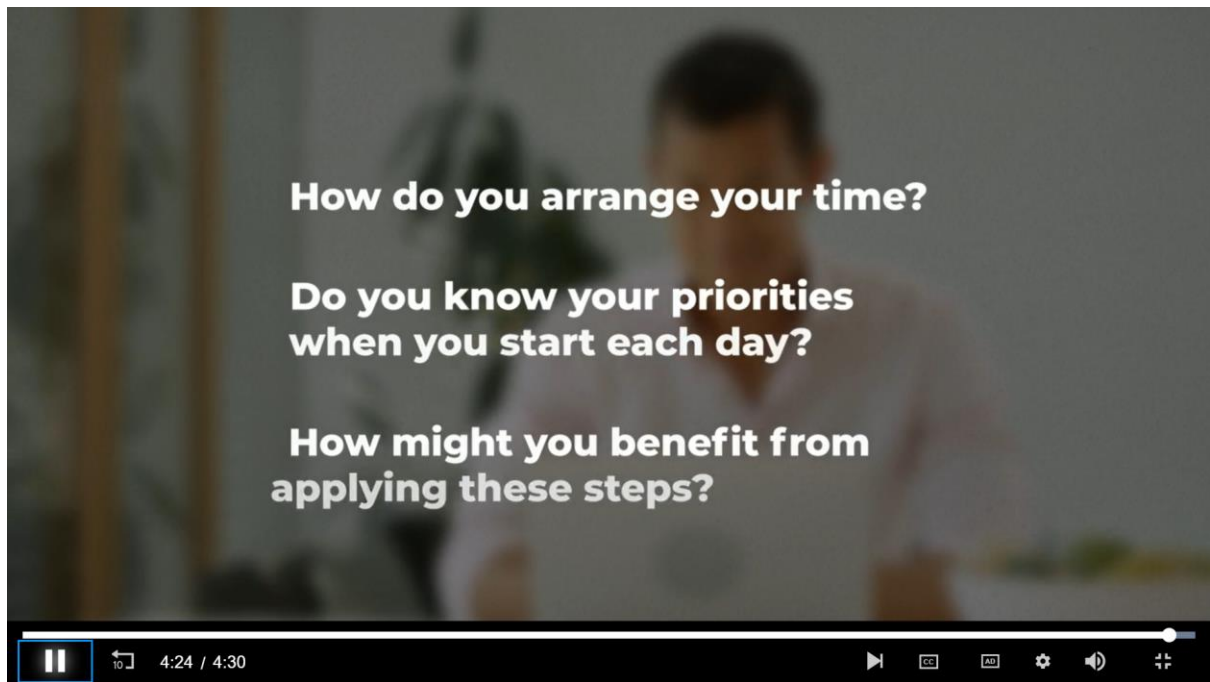 How do you arrange your time?
Do you know your priorities
when you start each day?
How might you benefit from
applying these steps?
10
4:24 / 4:30
CC
AD